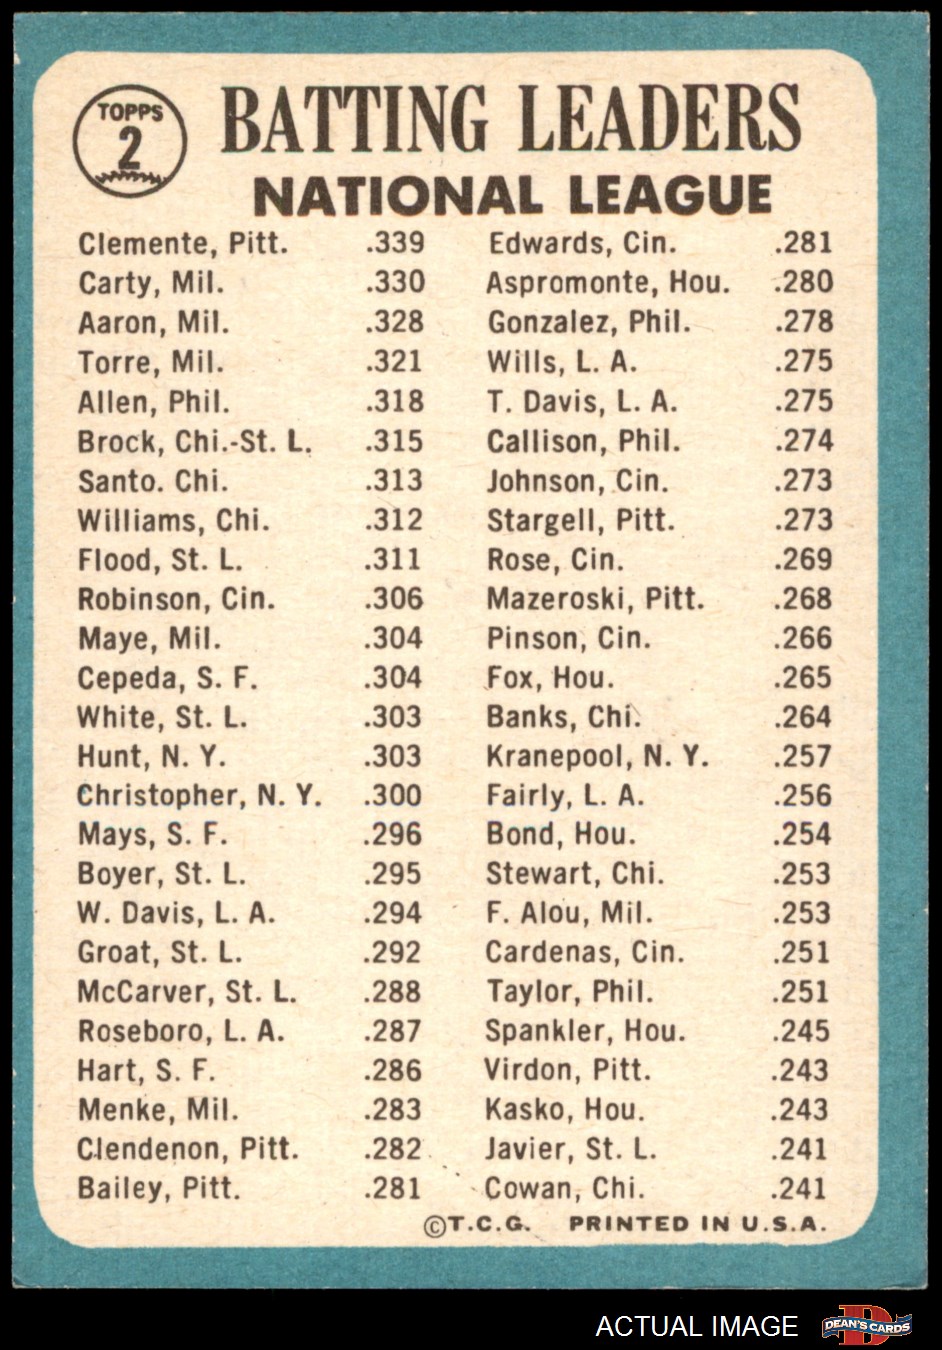 TOPPS
2
BATTING LEADERS
NATIONAL LEAGUE
Clemente, Pitt. .339
Carty, Mil. .330
Aaron, Mil. .328
Torre, Mil. .321
Allen, Phil. .318
Brock, Chi.-St. L. .315
Santo. Chi. .313
Williams, Chi. .312
Flood, St. L. .311
Robinson, Cin. .306
Maye, Mil. .304
Cepeda, S. F. .304
White, St. L. .303
Hunt, N. Y. .303
Christopher, N. Y. .300
Mays, S. F. .296
Boyer, St. L. .295
W. Davis, L. A. .294
Groat, St. L. .292
McCarver, St. L. .288
Roseboro, L. A. .287
Hart, S. F. .286
Menke, Mil. .283
Clendenon, Pitt. .282
Bailey, Pitt. .281
Edwards, Cin. .281
Aspromonte, Hou. .280
Gonzalez, Phil. .278
Wills, L. A. .275
T. Davis, L. A. .275
Callison, Phil. .274
Johnson, Cin. .273
Stargell, Pitt. .273
Rose, Cin. .269
Mazeroski, Pitt. .268
Pinson, Cin. .266
Fox, Hou. .265
Banks, Chi. .264
Kranepool, N. Y. .257
Fairly, L. A. .256
Bond, Hou. .254
Stewart, Chi. .253
F. Alou, Mil. .253
Cardenas, Cin. .251
Taylor, Phil. .251
Spankler, Hou. .245
Virdon, Pitt. .243
Kasko, Hou. .243
Javier, St. L. .241
Cowan, Chi. .241
©T.C.G. PRINTED IN U.S.A.
ACTUAL IMAGE
D
DEAN'S CARDS